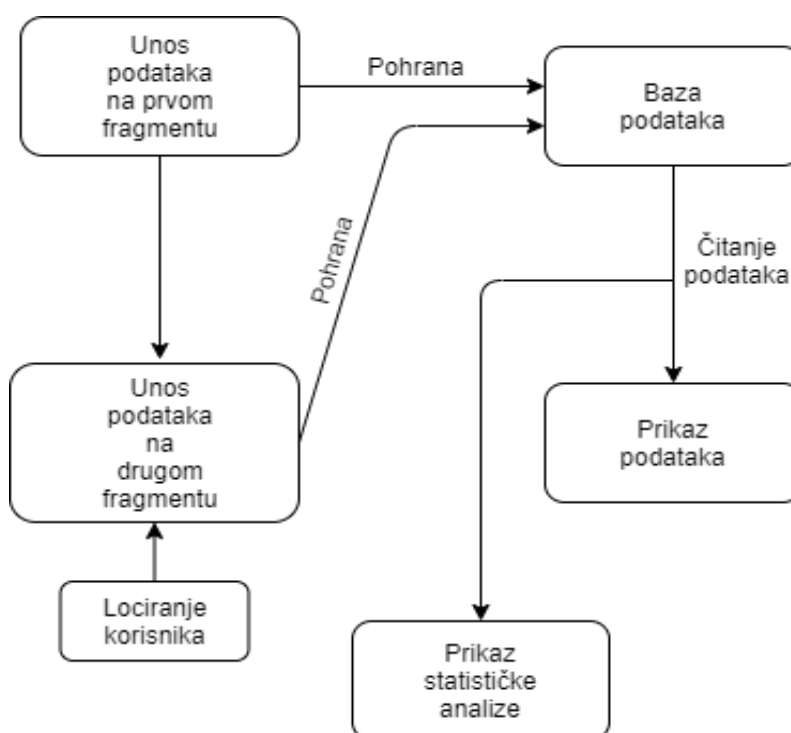 Unos
podataka
na prvom
fragmentu
Pohrana
Baza
podataka
Pohrana
Čitanje
podataka
Unos
podataka
na
drugom
fragmentu
Prikaz
podataka
Lociranje
korisnika
Prikaz
statističke
analize